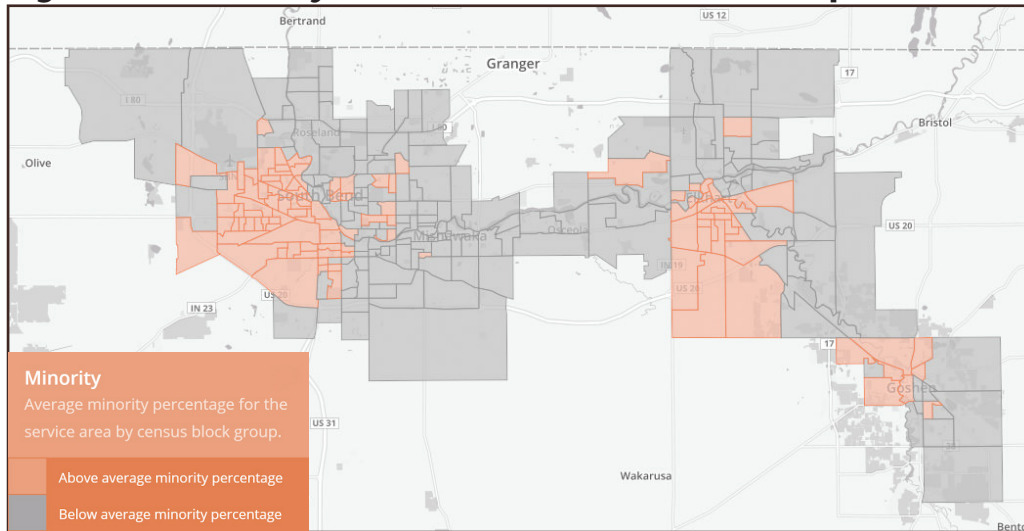 Bertrand
US 12
Granger
17
I 80
I 80
Roseland
Bristol
Olive
South Bend
Elkhart
US 20
Mishawaka
Osceola
IN 19
US 20
US 20
IN 23
17
Minority
Average minority percentage for the
service area by census block group.
Goshen
US 31
Above average minority percentage
Wakarusa
Below average minority percentage